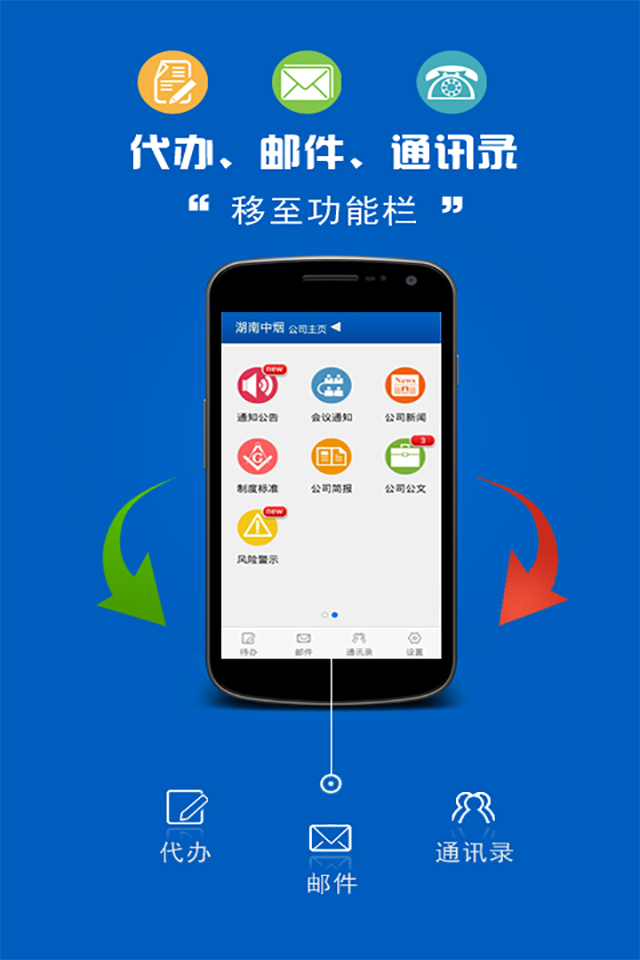 代办、邮件、通讯录
“ 移至功能栏 ”
湖南中烟 公司主页
new
通知公告 会议通知 News 公司新闻
G 3
制度标准 公司简报 公司公文
new
风险警示
待办 邮件 通讯录 设置
代办 邮件 通讯录